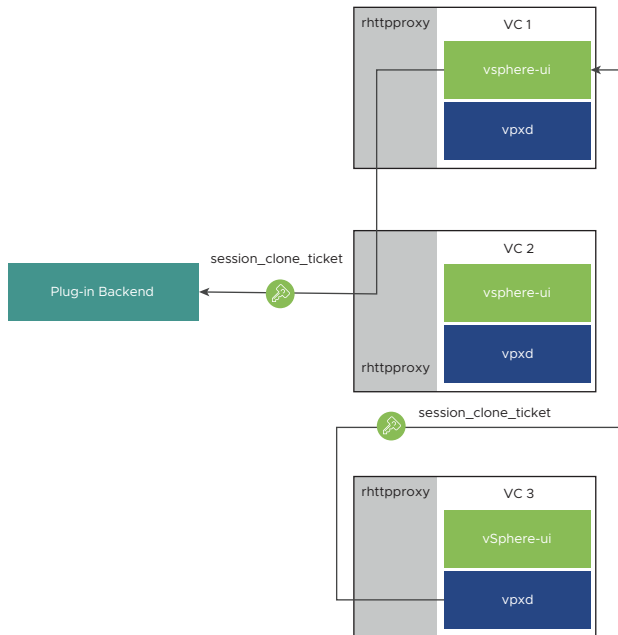 rhttpproxy
VC 1
vsphere-ui
vpxd
session_clone_ticket
Plug-in Backend
VC 2
vsphere-ui
vpxd
rhttpproxy
session_clone_ticket
rhttpproxy
VC 3
vSphere-ui
vpxd